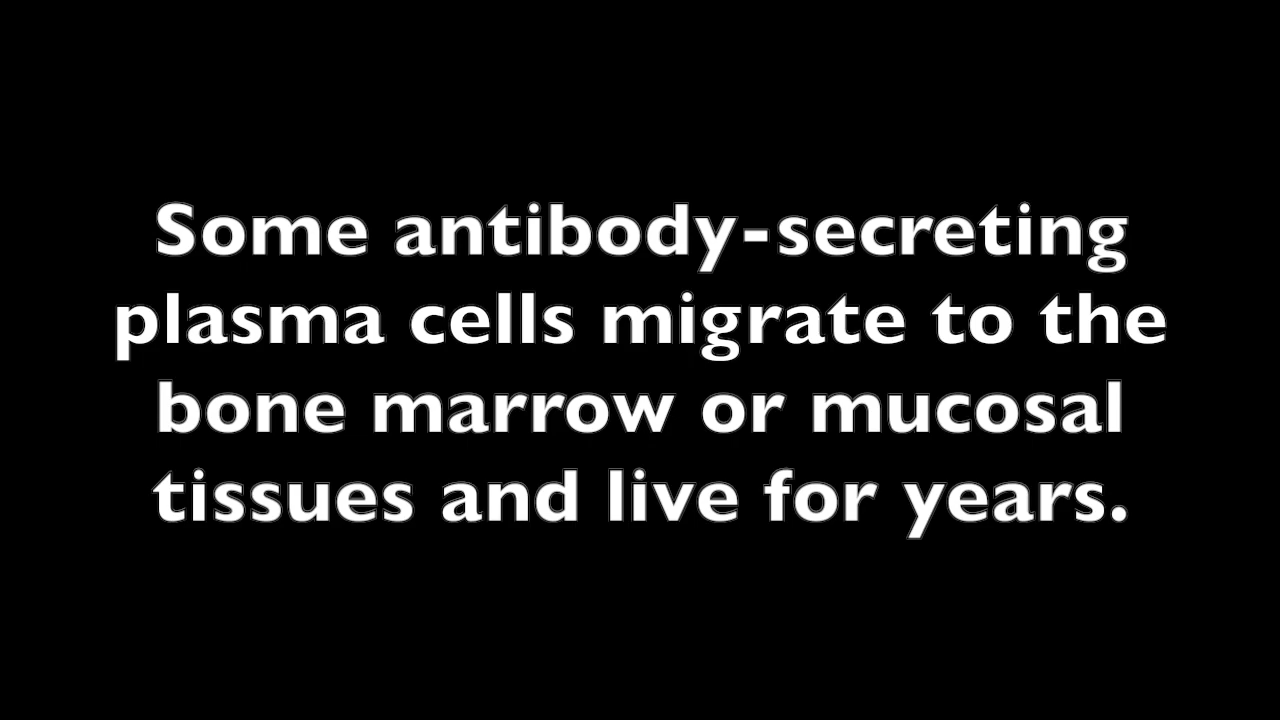 Some antibody-secreting
plasma cells migrate to the
bone marrow or mucosal
tissues and live for years.